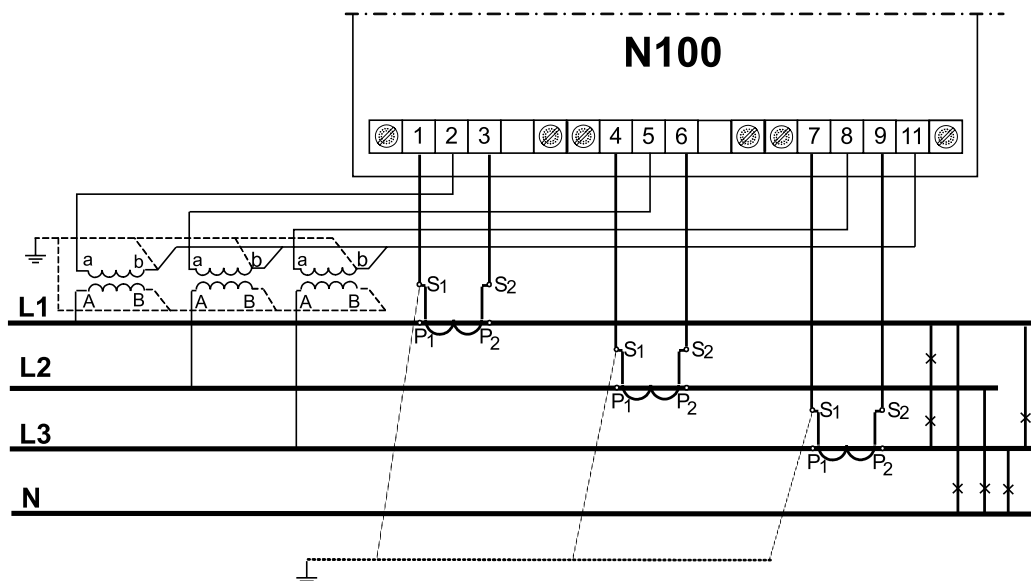 N100
1 2 3 4 5 6 7 8 9 11
a b a b a b
A B A B A B
S1 S2
L1
P1 P2
S1 S2
L2
P1 P2
S1 S2
L3
P1 P2
N